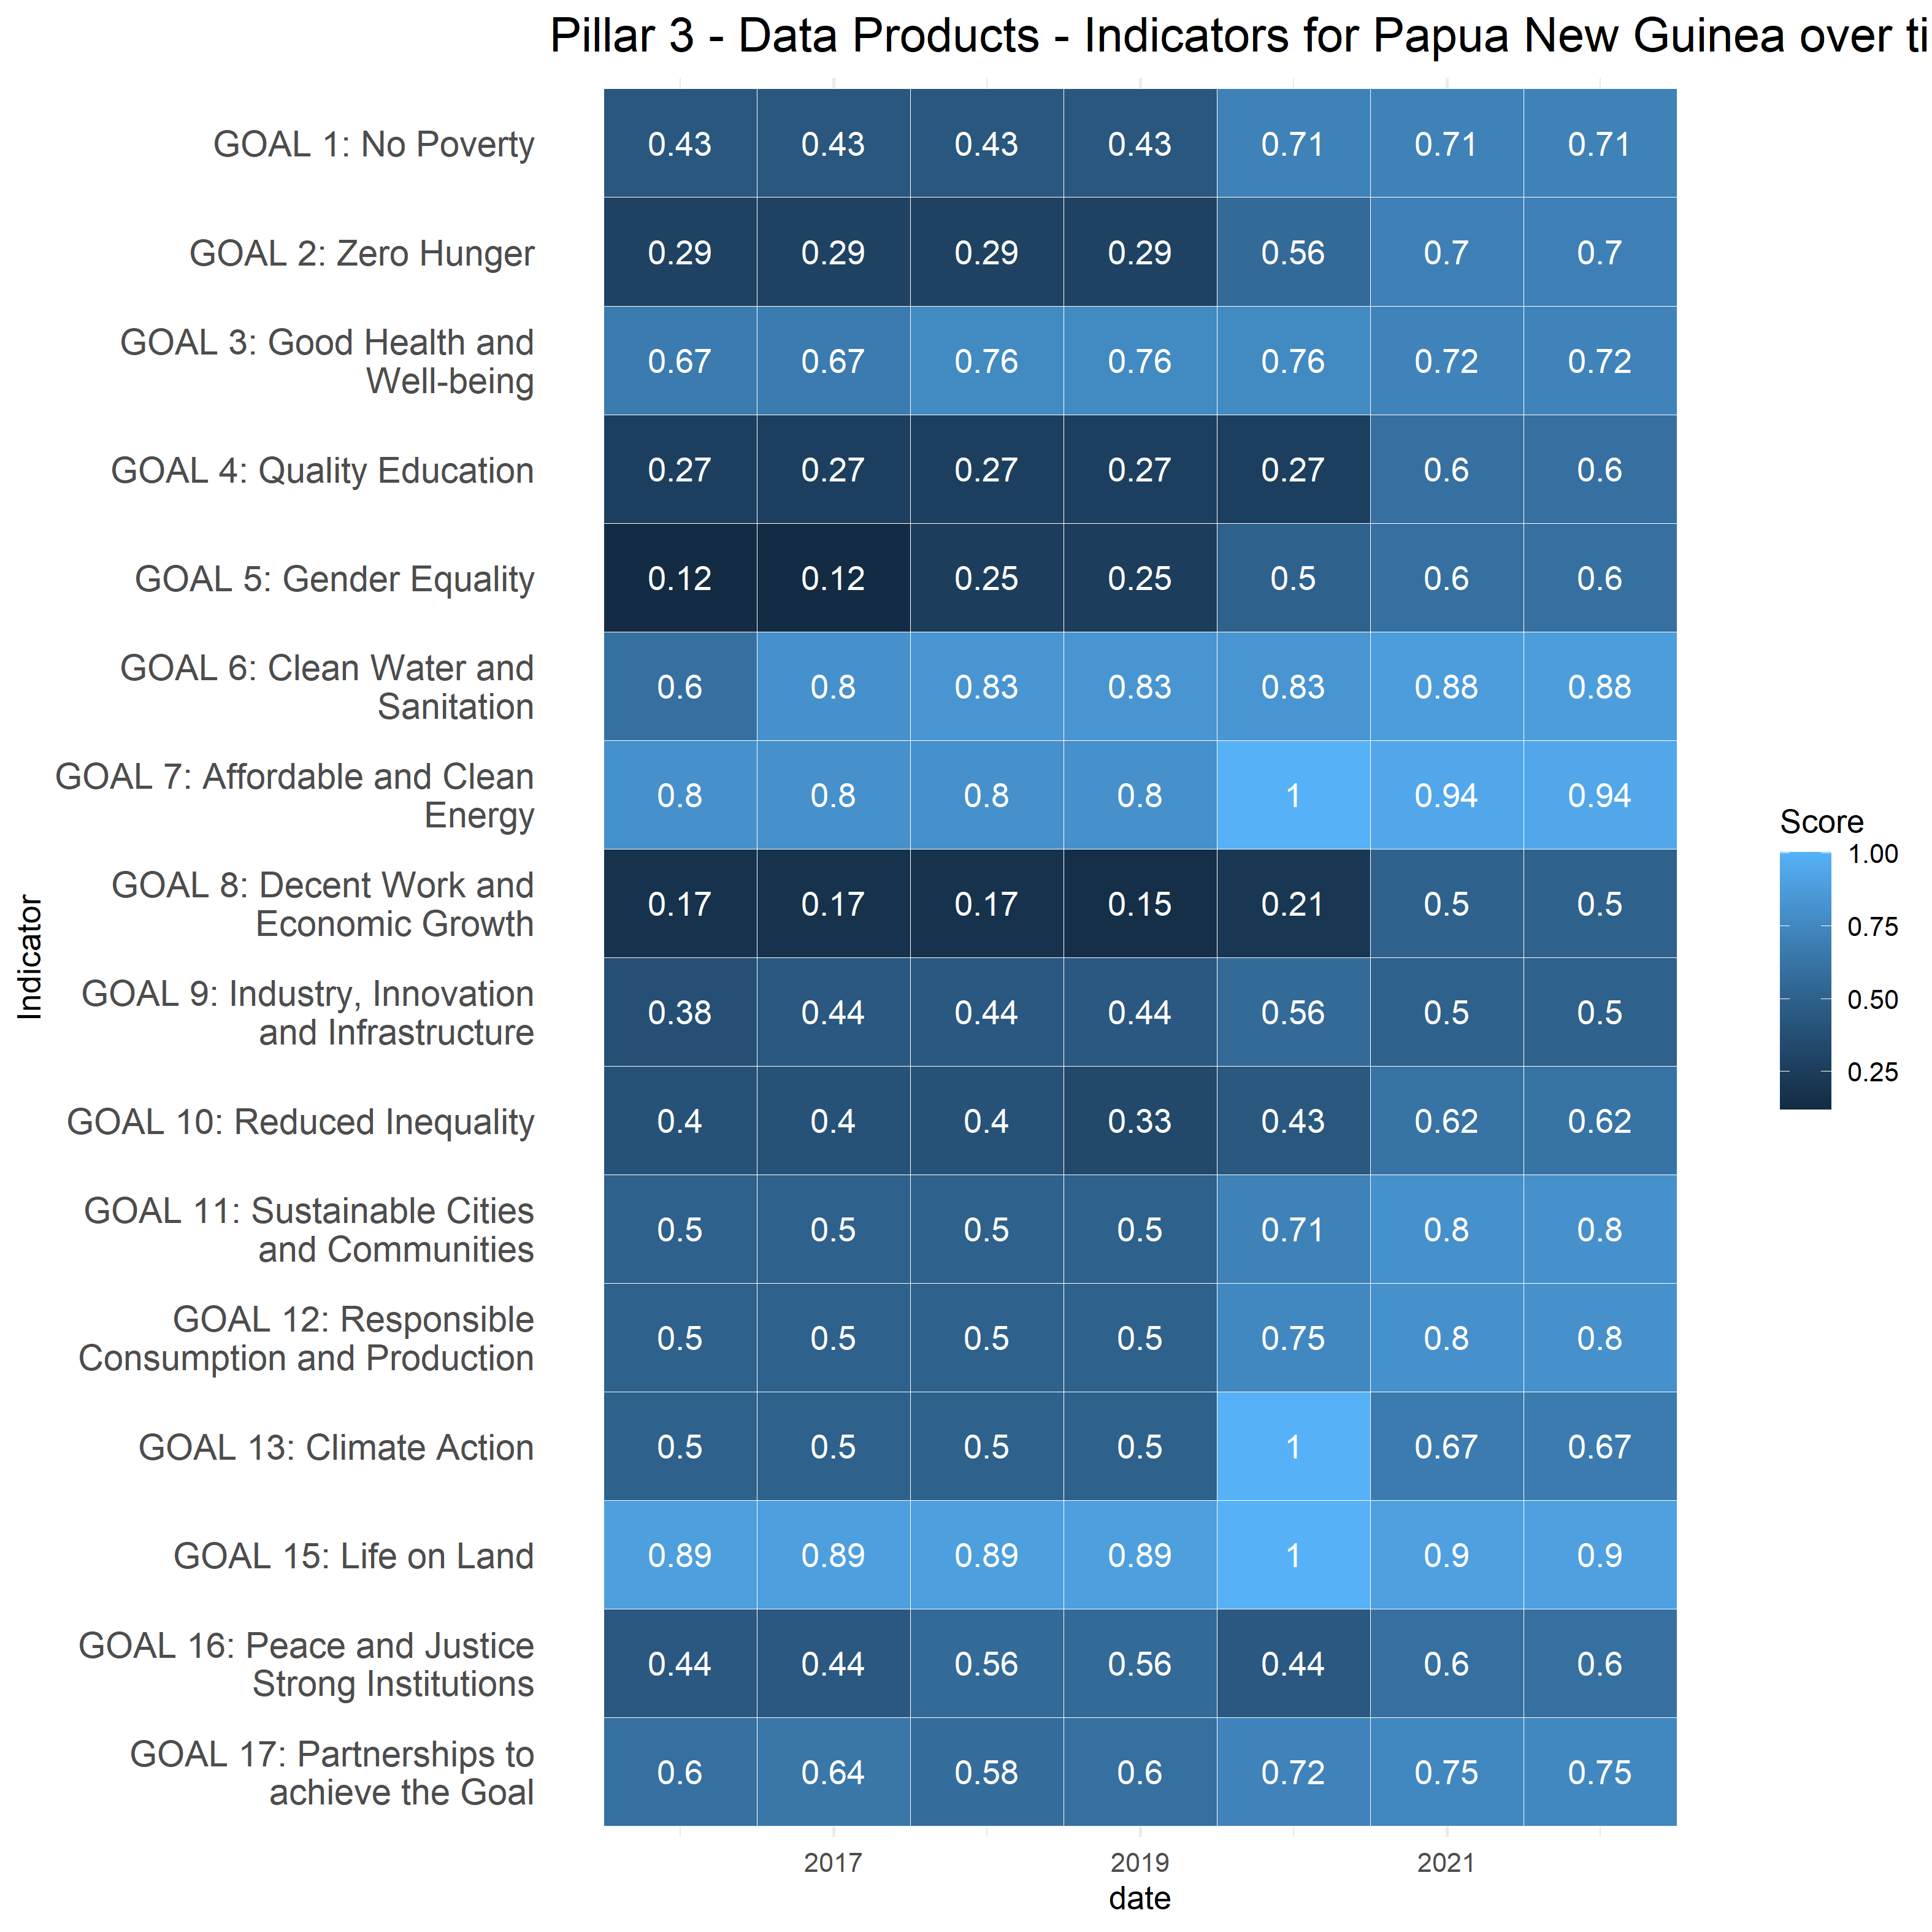 Pillar 3 - Data Products - Indicators for Papua New Guinea over ti
GOAL 1: No Poverty
0.43 0.43 0.43 0.43 0.71 0.71 0.71
GOAL 2: Zero Hunger
0.29 0.29 0.29 0.29 0.56 0.7 0.7
GOAL 3: Good Health and
Well-being
0.67 0.67 0.76 0.76 0.76 0.72 0.72
GOAL 4: Quality Education
0.27 0.27 0.27 0.27 0.27 0.6 0.6
GOAL 5: Gender Equality
0.12 0.12 0.25 0.25 0.5 0.6 0.6
GOAL 6: Clean Water and
Sanitation
0.6 0.8 0.83 0.83 0.83 0.88 0.88
GOAL 7: Affordable and Clean
Energy
0.8 0.8 0.8 0.8 1 0.94 0.94
GOAL 8: Decent Work and
Economic Growth
0.17 0.17 0.17 0.15 0.21 0.5 0.5
GOAL 9: Industry, Innovation
and Infrastructure
0.38 0.44 0.44 0.44 0.56 0.5 0.5
GOAL 10: Reduced Inequality
0.4 0.4 0.4 0.33 0.43 0.62 0.62
GOAL 11: Sustainable Cities
and Communities
0.5 0.5 0.5 0.5 0.71 0.8 0.8
GOAL 12: Responsible
Consumption and Production
0.5 0.5 0.5 0.5 0.75 0.8 0.8
GOAL 13: Climate Action
0.5 0.5 0.5 0.5 1 0.67 0.67
GOAL 15: Life on Land
0.89 0.89 0.89 0.89 1 0.9 0.9
GOAL 16: Peace and Justice
Strong Institutions
0.44 0.44 0.56 0.56 0.44 0.6 0.6
GOAL 17: Partnerships to
achieve the Goal
0.6 0.64 0.58 0.6 0.72 0.75 0.75
2017 2019 2021
date
Indicator
Score
1.00
0.75
0.50
0.25